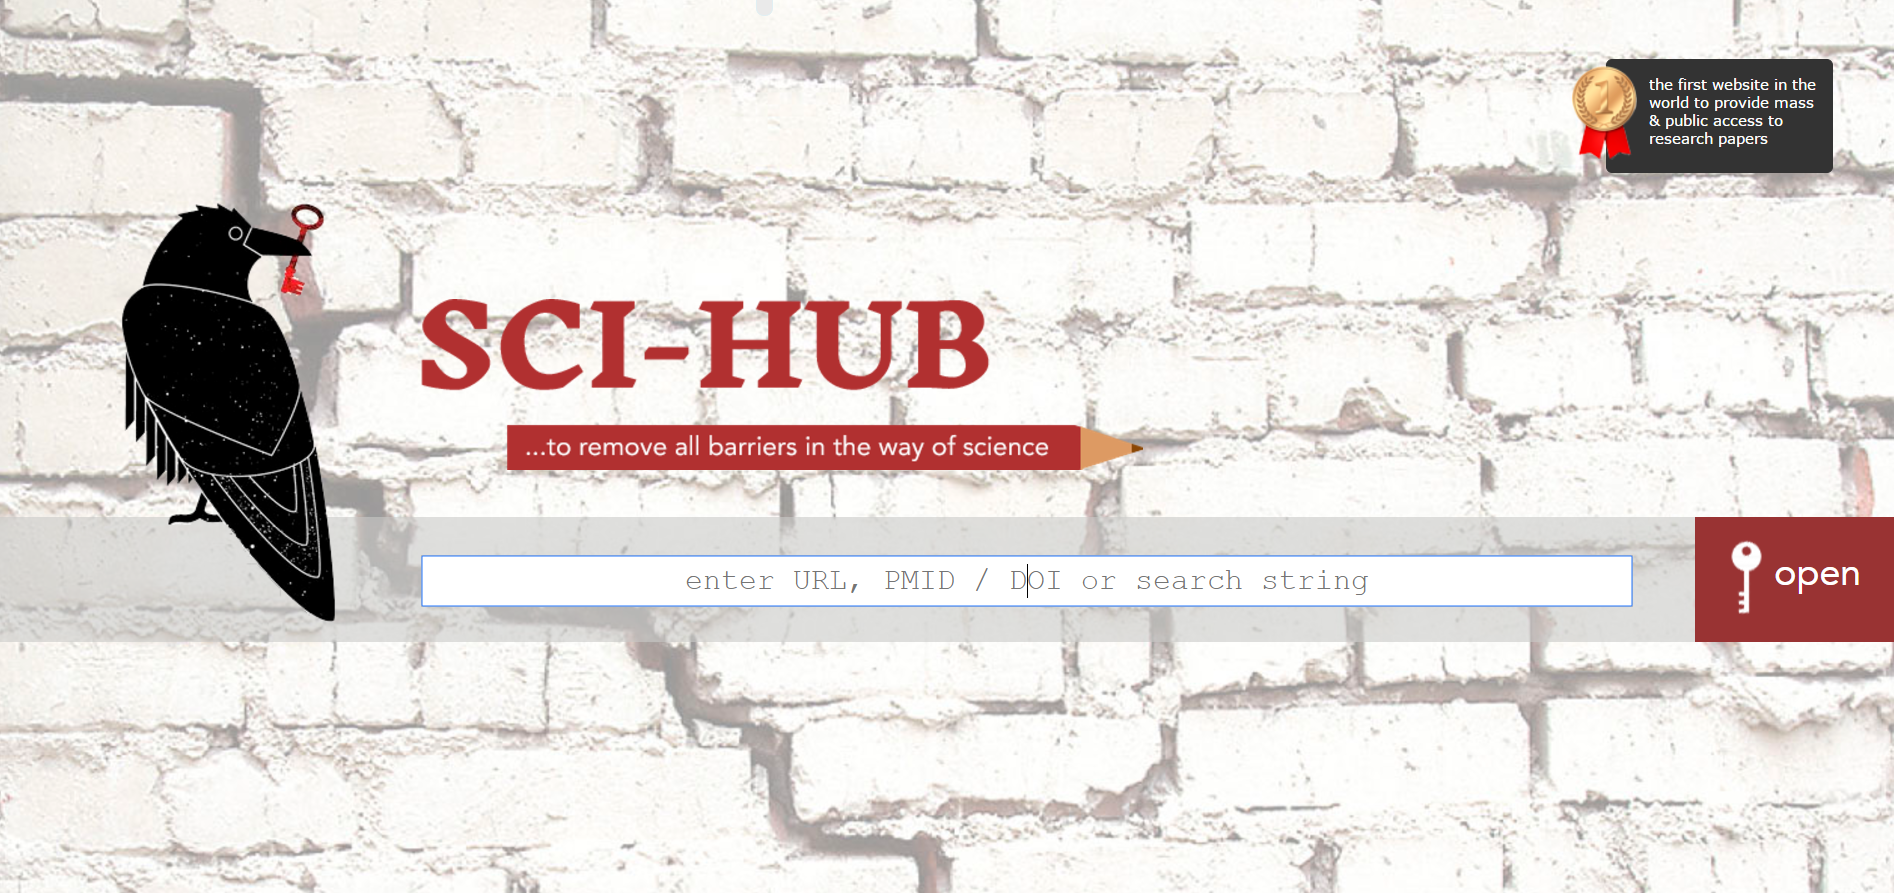 the first website in the
world to provide mass
& public access to
research papers
1
SCI-HUB
...to remove all barriers in the way of science
enter URL, PMID / DOI or search string
open